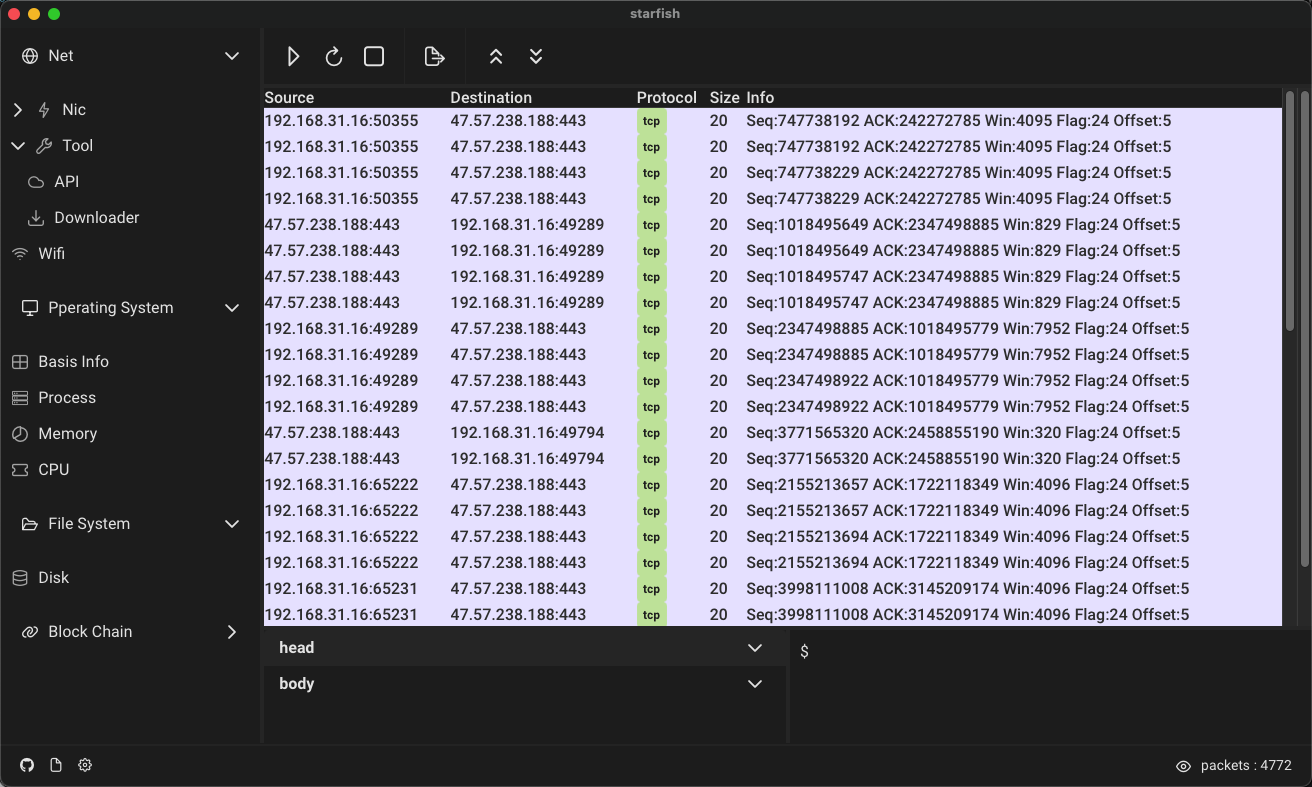 starfish
Net
Nic
Tool
API
Downloader
Wifi
Pperating System
Basis Info
Process
Memory
CPU
File System
Disk
Block Chain
Source Destination Protocol Size Info
192.168.31.16:50355 47.57.238.188:443 tcp 20 Seq:747738192 ACK:242272785 Win:4095 Flag:24 Offset:5
192.168.31.16:50355 47.57.238.188:443 tcp 20 Seq:747738192 ACK:242272785 Win:4095 Flag:24 Offset:5
192.168.31.16:50355 47.57.238.188:443 tcp 20 Seq:747738229 ACK:242272785 Win:4095 Flag:24 Offset:5
192.168.31.16:50355 47.57.238.188:443 tcp 20 Seq:747738229 ACK:242272785 Win:4095 Flag:24 Offset:5
47.57.238.188:443 192.168.31.16:49289 tcp 20 Seq:1018495649 ACK:2347498885 Win:829 Flag:24 Offset:5
47.57.238.188:443 192.168.31.16:49289 tcp 20 Seq:1018495649 ACK:2347498885 Win:829 Flag:24 Offset:5
47.57.238.188:443 192.168.31.16:49289 tcp 20 Seq:1018495747 ACK:2347498885 Win:829 Flag:24 Offset:5
47.57.238.188:443 192.168.31.16:49289 tcp 20 Seq:1018495747 ACK:2347498885 Win:829 Flag:24 Offset:5
192.168.31.16:49289 47.57.238.188:443 tcp 20 Seq:2347498885 ACK:1018495779 Win:7952 Flag:24 Offset:5
192.168.31.16:49289 47.57.238.188:443 tcp 20 Seq:2347498885 ACK:1018495779 Win:7952 Flag:24 Offset:5
192.168.31.16:49289 47.57.238.188:443 tcp 20 Seq:2347498922 ACK:1018495779 Win:7952 Flag:24 Offset:5
192.168.31.16:49289 47.57.238.188:443 tcp 20 Seq:2347498922 ACK:1018495779 Win:7952 Flag:24 Offset:5
47.57.238.188:443 192.168.31.16:49794 tcp 20 Seq:3771565320 ACK:2458855190 Win:320 Flag:24 Offset:5
47.57.238.188:443 192.168.31.16:49794 tcp 20 Seq:3771565320 ACK:2458855190 Win:320 Flag:24 Offset:5
192.168.31.16:65222 47.57.238.188:443 tcp 20 Seq:2155213657 ACK:1722118349 Win:4096 Flag:24 Offset:5
192.168.31.16:65222 47.57.238.188:443 tcp 20 Seq:2155213657 ACK:1722118349 Win:4096 Flag:24 Offset:5
192.168.31.16:65222 47.57.238.188:443 tcp 20 Seq:2155213694 ACK:1722118349 Win:4096 Flag:24 Offset:5
192.168.31.16:65222 47.57.238.188:443 tcp 20 Seq:2155213694 ACK:1722118349 Win:4096 Flag:24 Offset:5
192.168.31.16:65231 47.57.238.188:443 tcp 20 Seq:3998111008 ACK:3145209174 Win:4096 Flag:24 Offset:5
192.168.31.16:65231 47.57.238.188:443 tcp 20 Seq:3998111008 ACK:3145209174 Win:4096 Flag:24 Offset:5
head
body
$
packets : 4772